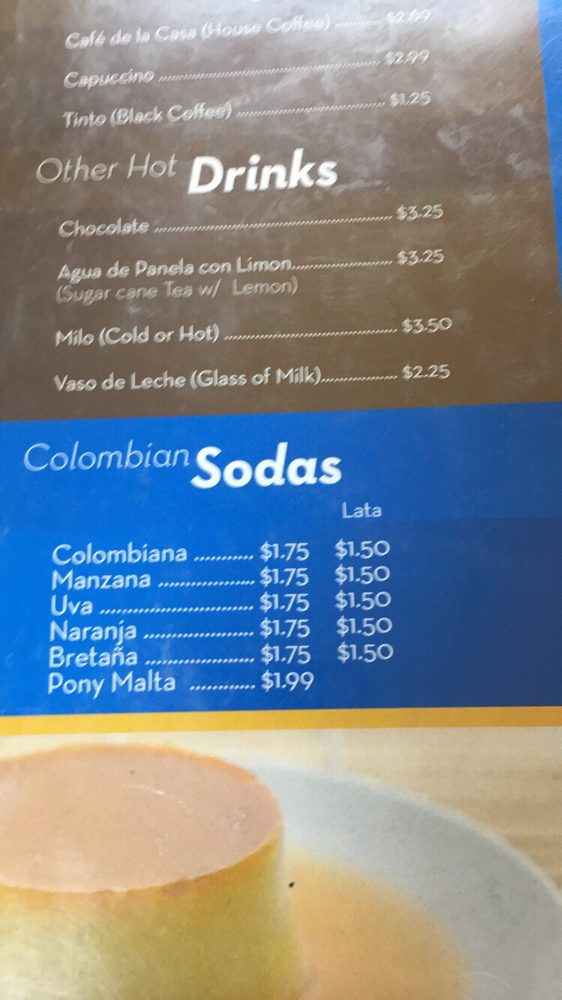 Café de la Casa (House Coffee) ........... $2.69
Capuccino ........... $2.99
Tinto (Black Coffee) ........... $1.25
Other Hot Drinks
Chocolate ........... $3.25
Agua de Panela con Limon........... $3.25
(Sugar cane Tea w/ Lemon)
Milo (Cold or Hot) ........... $3.50
Vaso de Leche (Glass of Milk)........... $2.25
Colombian Sodas
Lata
Colombiana ........... $1.75 $1.50
Manzana ........... $1.75 $1.50
Uva ........... $1.75 $1.50
Naranja ........... $1.75 $1.50
Bretaña ........... $1.75 $1.50
Pony Malta ........... $1.99